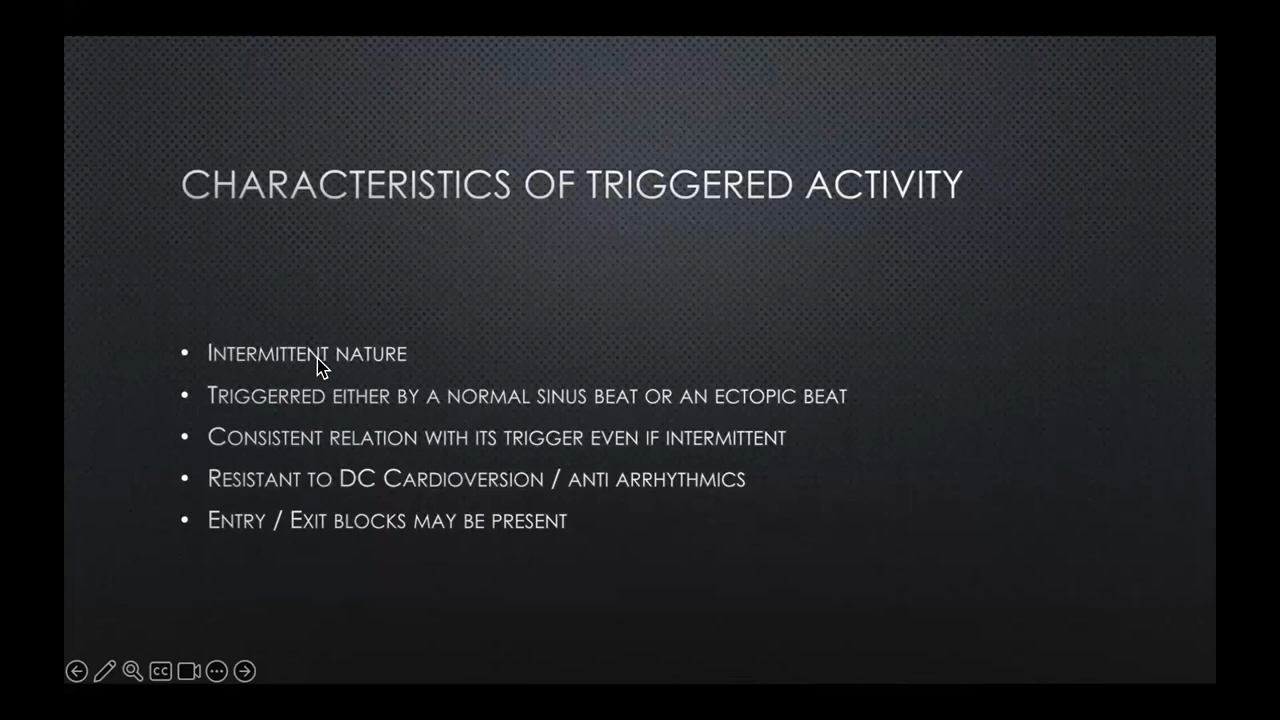 CHARACTERISTICS OF TRIGGERED ACTIVITY
• INTERMITTENT NATURE
• TRIGGERRED EITHER BY A NORMAL SINUS BEAT OR AN ECTOPIC BEAT
• CONSISTENT RELATION WITH ITS TRIGGER EVEN IF INTERMITTENT
• RESISTANT TO DC CARDIOVERSION / ANTI ARRHYTHMICS
• ENTRY / EXIT BLOCKS MAY BE PRESENT
CC